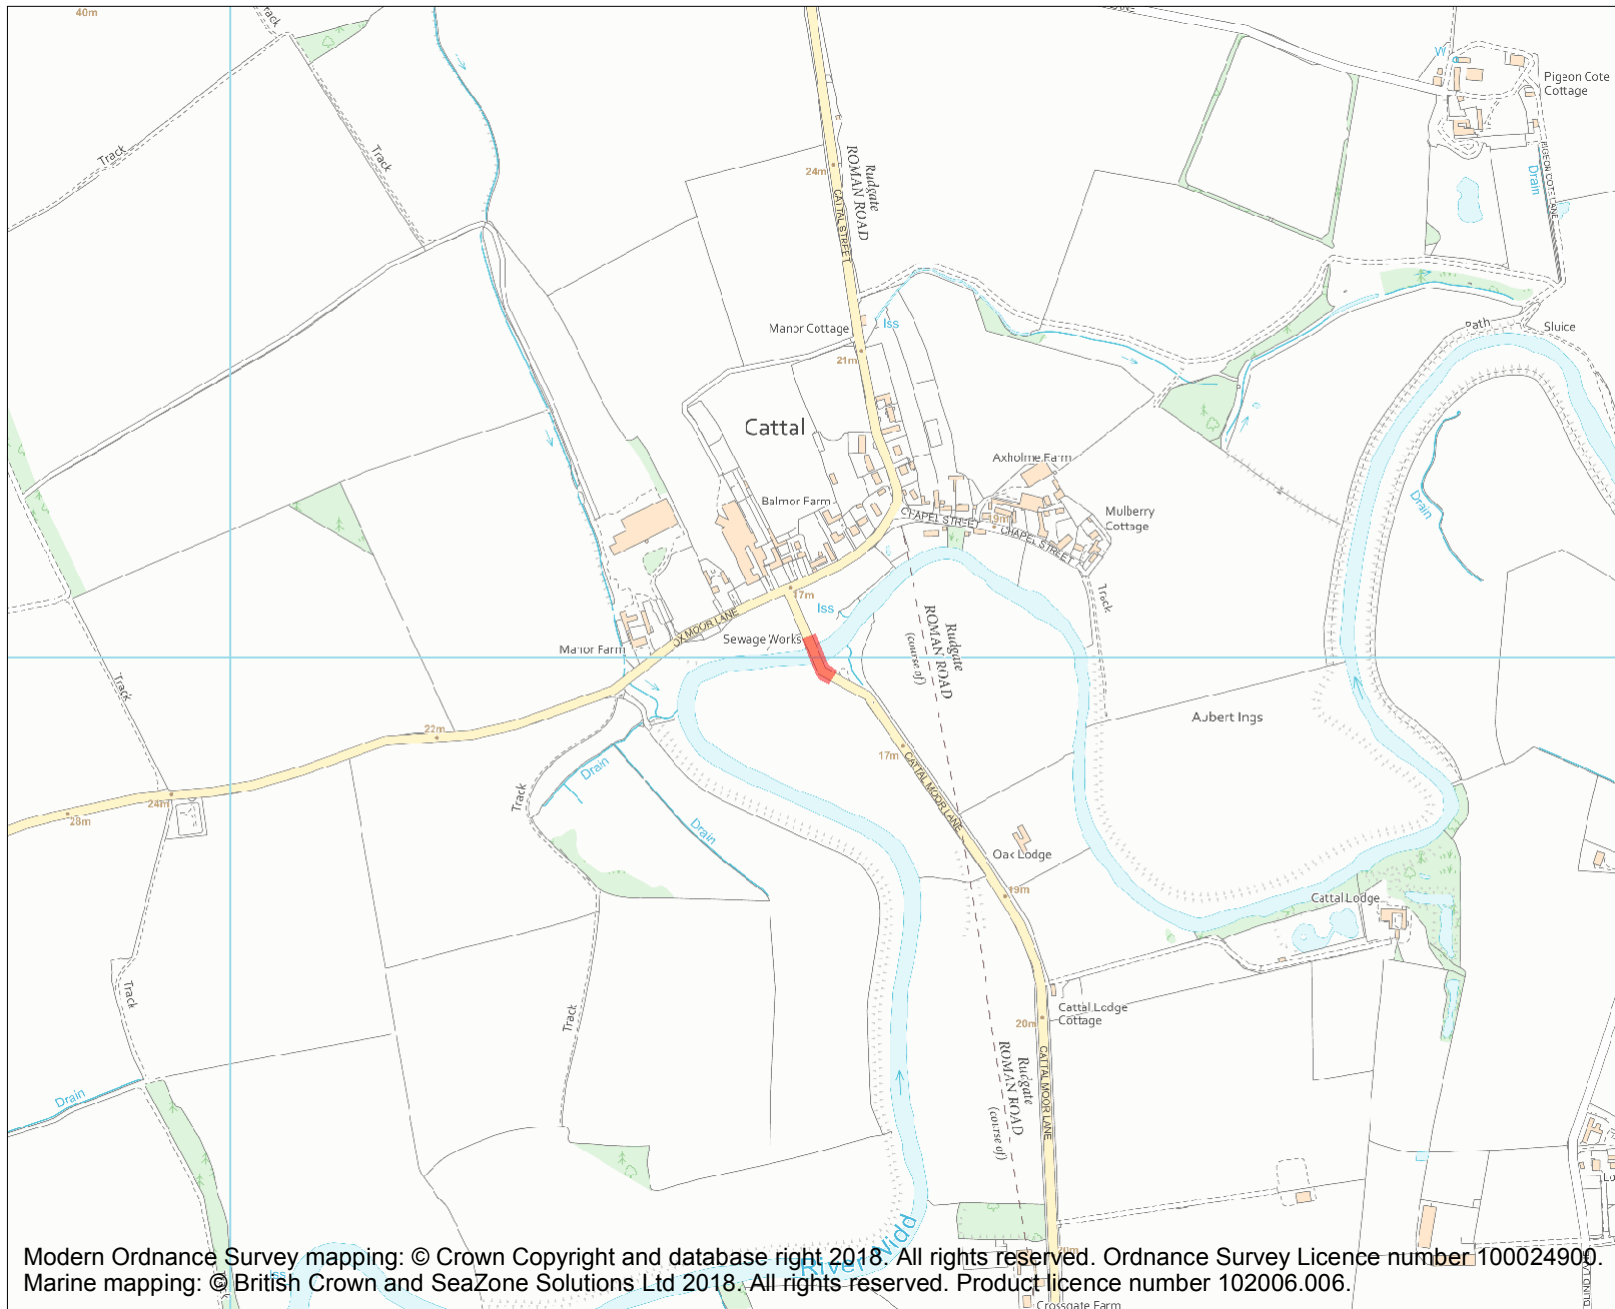 40m
Track
Track
Track
Pigeon Cote
Cottage
W
PIGEON COTE LANE
Drain
24m
CATTAL STREET
Rudgate
ROMAN ROAD
Manor Cottage
Iss
21m
Path
Sluice
Cattal
Axholme Farm
Balmor Farm
Mulberry
Cottage
CHAPEL STREET
19m
CHAPEL STREET
Drain
Track
17m
Iss
OX MOOR LANE
Sewage Works
Manor Farm
Rudgate
ROMAN ROAD
(course of)
Track
22m
Aubert Ings
17m
CATTAL MOOR LANE
Drain
Track
24m
28m
Drain
Oak Lodge
19m
Cattal Lodge
Track
Track
Cattal Lodge
Cottage
20m
CATTAL MOOR LANE
Rudgate
ROMAN ROAD
(course of)
Drain
River Nidd
Iss
Crossgate Farm
Modern Ordnance Survey mapping: © Crown Copyright and database right 2018. All rights reserved. Ordnance Survey Licence number 100024900.
Marine mapping: © British Crown and SeaZone Solutions Ltd 2018. All rights reserved. Product licence number 102006.006.